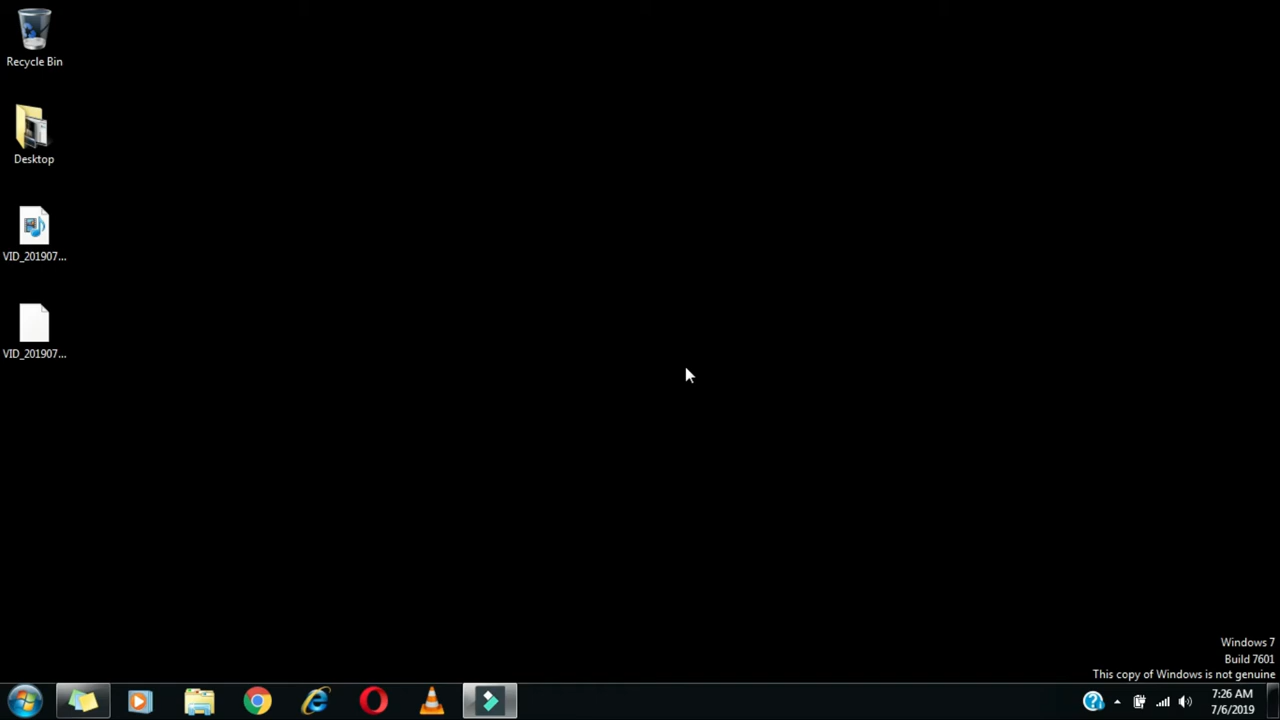 Recycle Bin
Desktop
VID_201907...
VID_201907...
Windows 7
Build 7601
This copy of Windows is not genuine
7:26 AM
7/6/2019